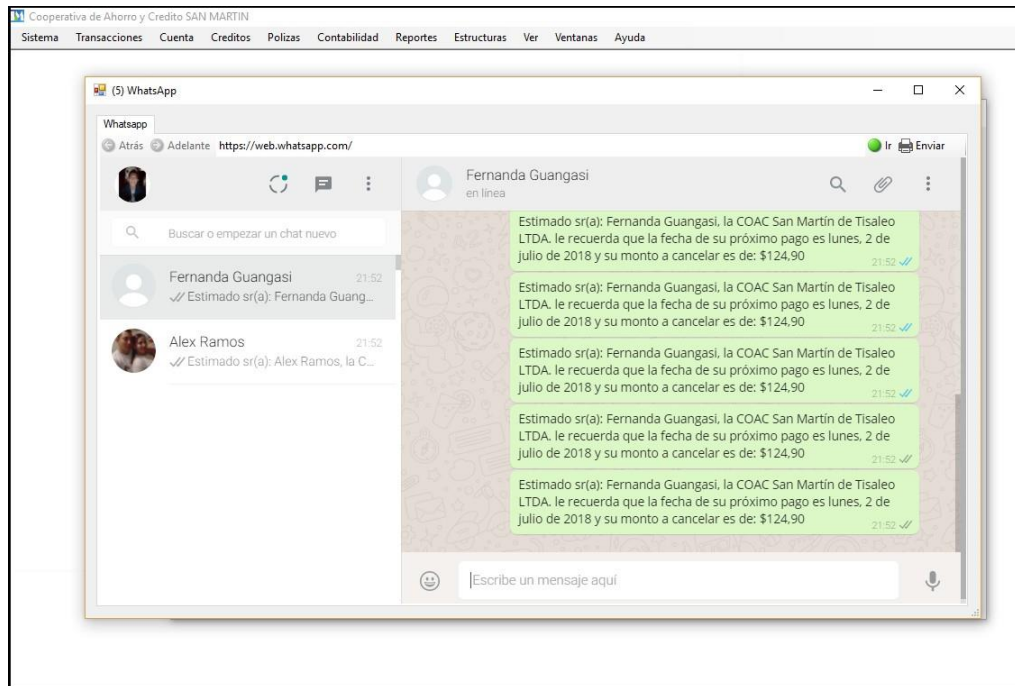 Cooperativa de Ahorro y Credito SAN MARTIN
Sistema Transacciones Cuenta Creditos Polizas Contabilidad Reportes Estructuras Ver Ventanas Ayuda
(5) WhatsApp
Whatsapp
Atrás Adelante https://web.whatsapp.com/ Ir Enviar
Fernanda Guangasi
en línea
Buscar o empezar un chat nuevo
Fernanda Guangasi 21:52
Estimado sr(a): Fernanda Guang...
Alex Ramos 21:52
Estimado sr(a): Alex Ramos, la C...
Estimado sr(a): Fernanda Guangasi, la COAC San Martín de Tisaleo
LTDA. le recuerda que la fecha de su próximo pago es lunes, 2 de
julio de 2018 y su monto a cancelar es de: $124,90
21:52
Estimado sr(a): Fernanda Guangasi, la COAC San Martín de Tisaleo
LTDA. le recuerda que la fecha de su próximo pago es lunes, 2 de
julio de 2018 y su monto a cancelar es de: $124,90
21:52
Estimado sr(a): Fernanda Guangasi, la COAC San Martín de Tisaleo
LTDA. le recuerda que la fecha de su próximo pago es lunes, 2 de
julio de 2018 y su monto a cancelar es de: $124,90
21:52
Estimado sr(a): Fernanda Guangasi, la COAC San Martín de Tisaleo
LTDA. le recuerda que la fecha de su próximo pago es lunes, 2 de
julio de 2018 y su monto a cancelar es de: $124,90
21:52
Estimado sr(a): Fernanda Guangasi, la COAC San Martín de Tisaleo
LTDA. le recuerda que la fecha de su próximo pago es lunes, 2 de
julio de 2018 y su monto a cancelar es de: $124,90
21:52
Escribe un mensaje aquí